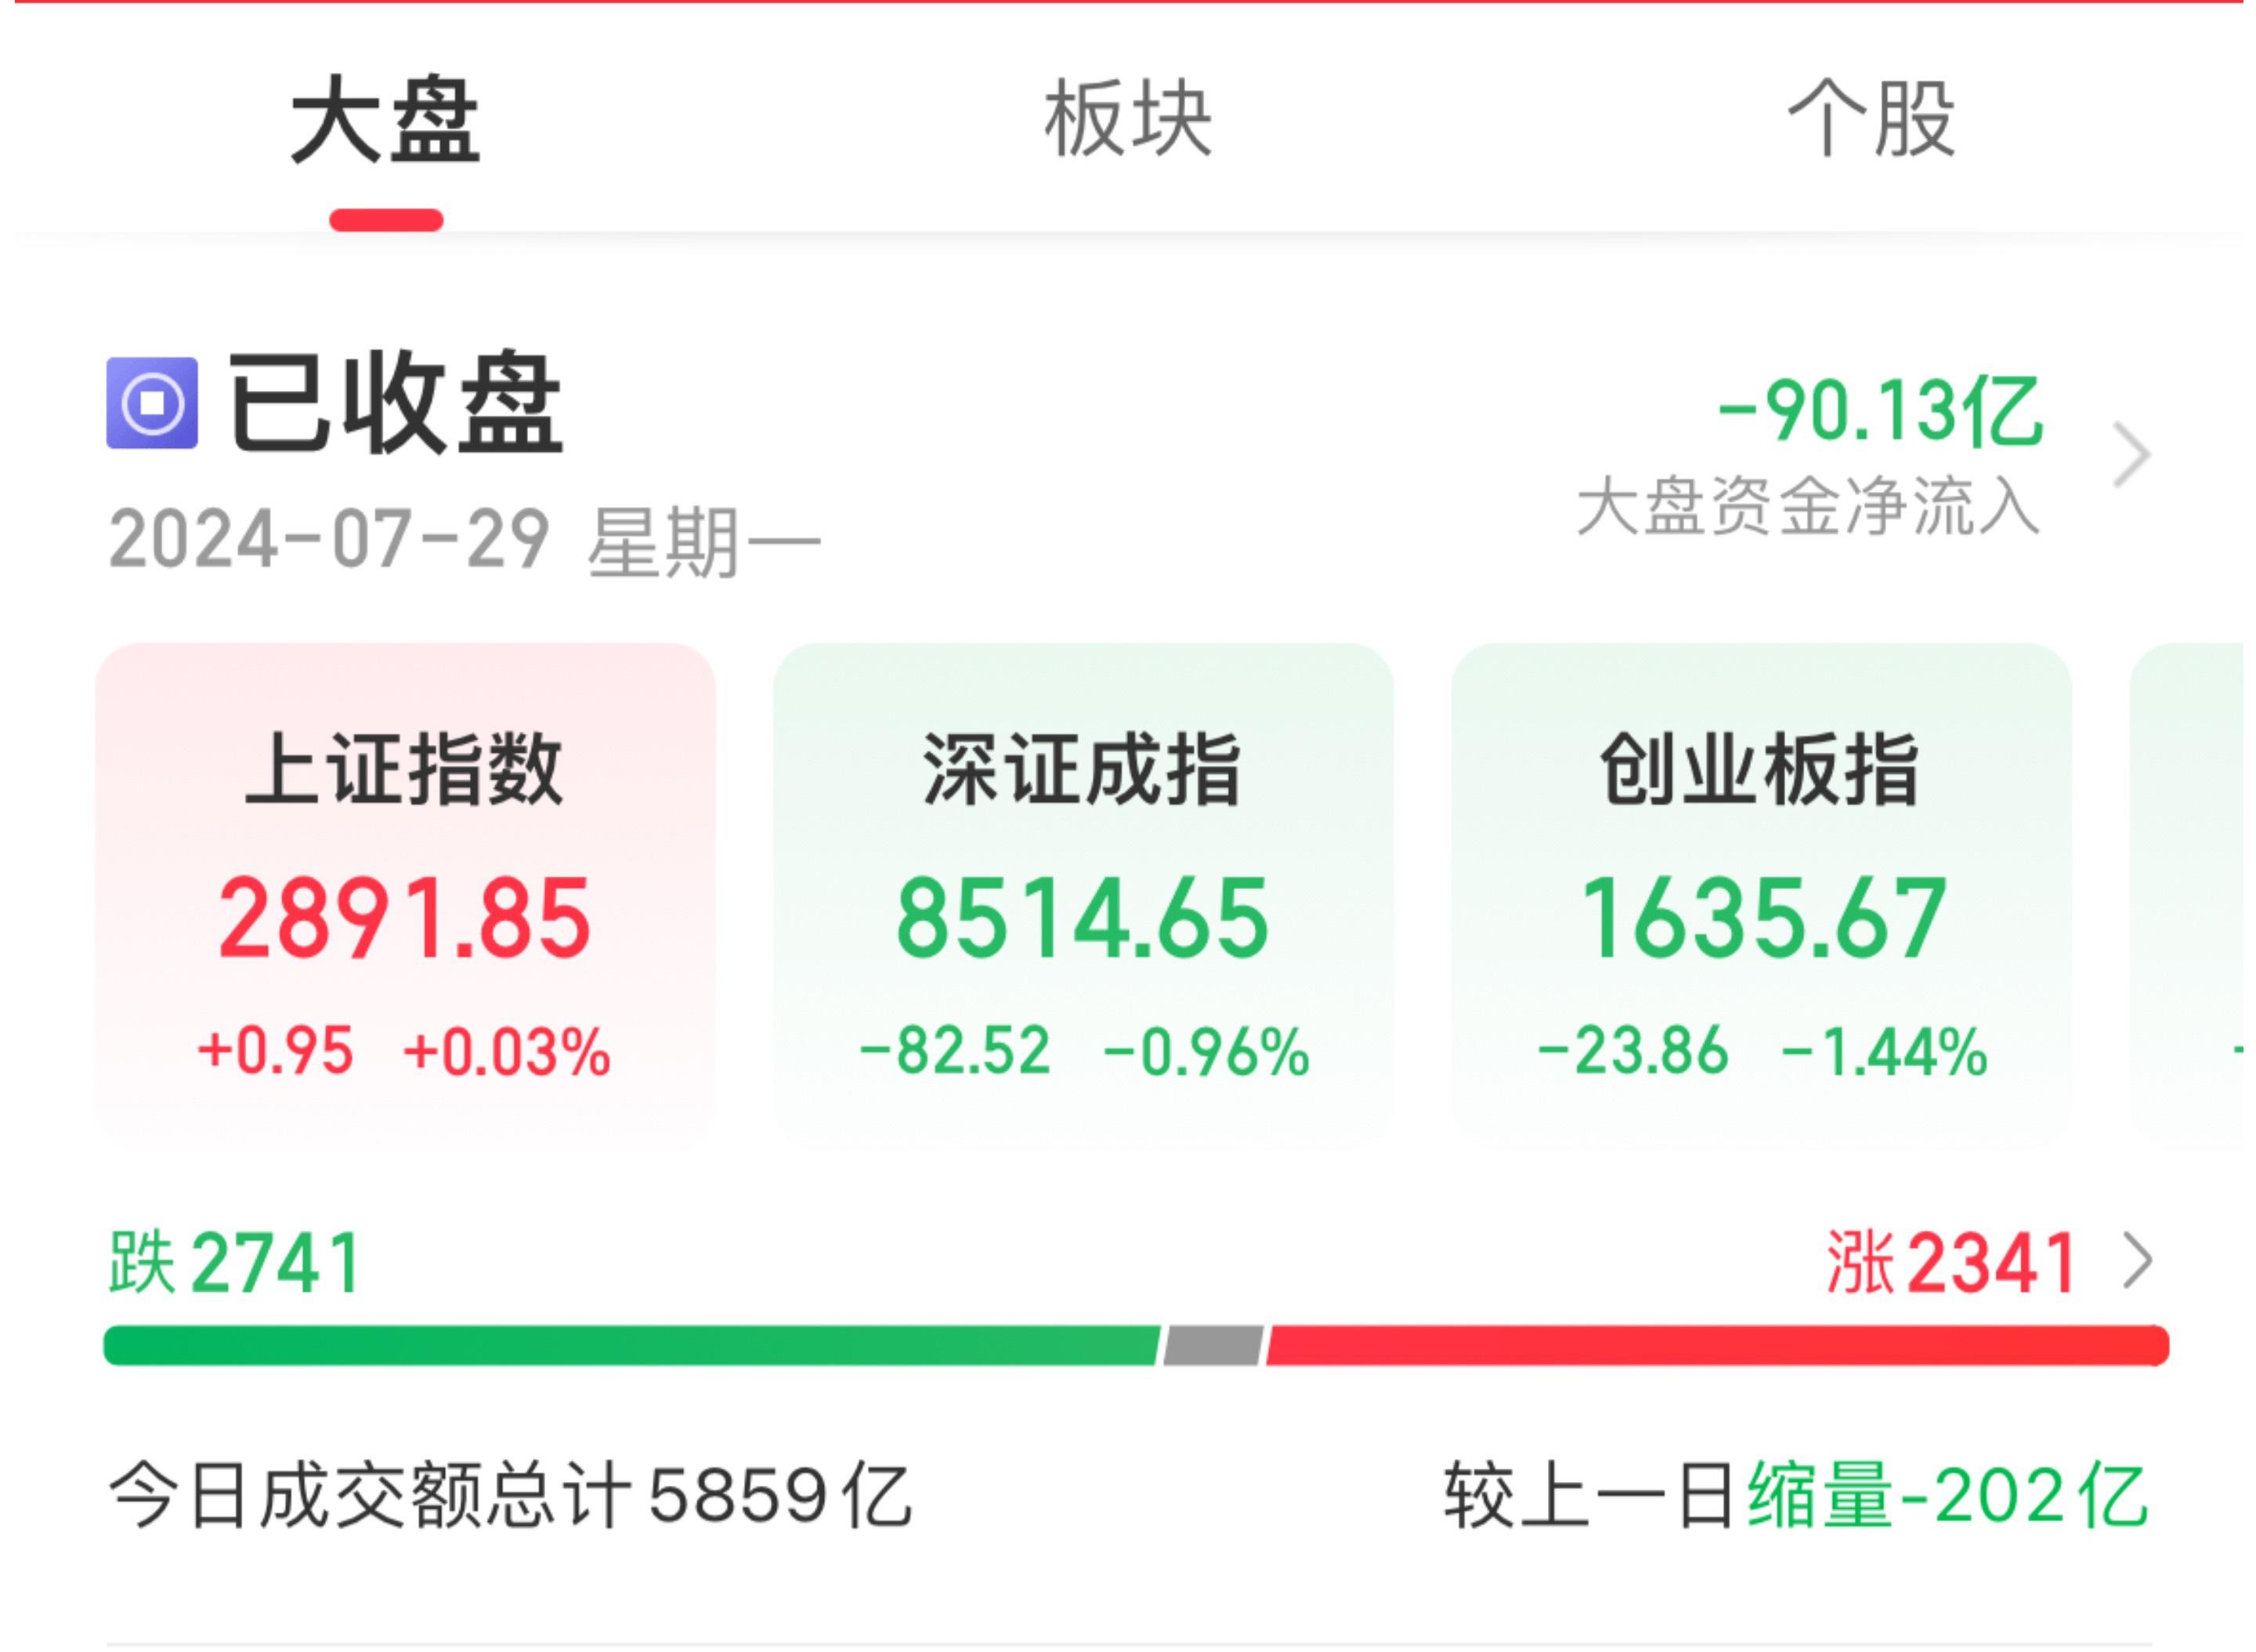 大盘 板块 个股
已收盘
-90.13亿
2024-07-29 星期一
大盘资金净流入
上证指数 深证成指 创业板指
2891.85 8514.65 1635.67
+0.95 +0.03% -82.52 -0.96% -23.86 -1.44%
跌2741 涨2341
今日成交额总计5859亿 较上一日缩量-202亿